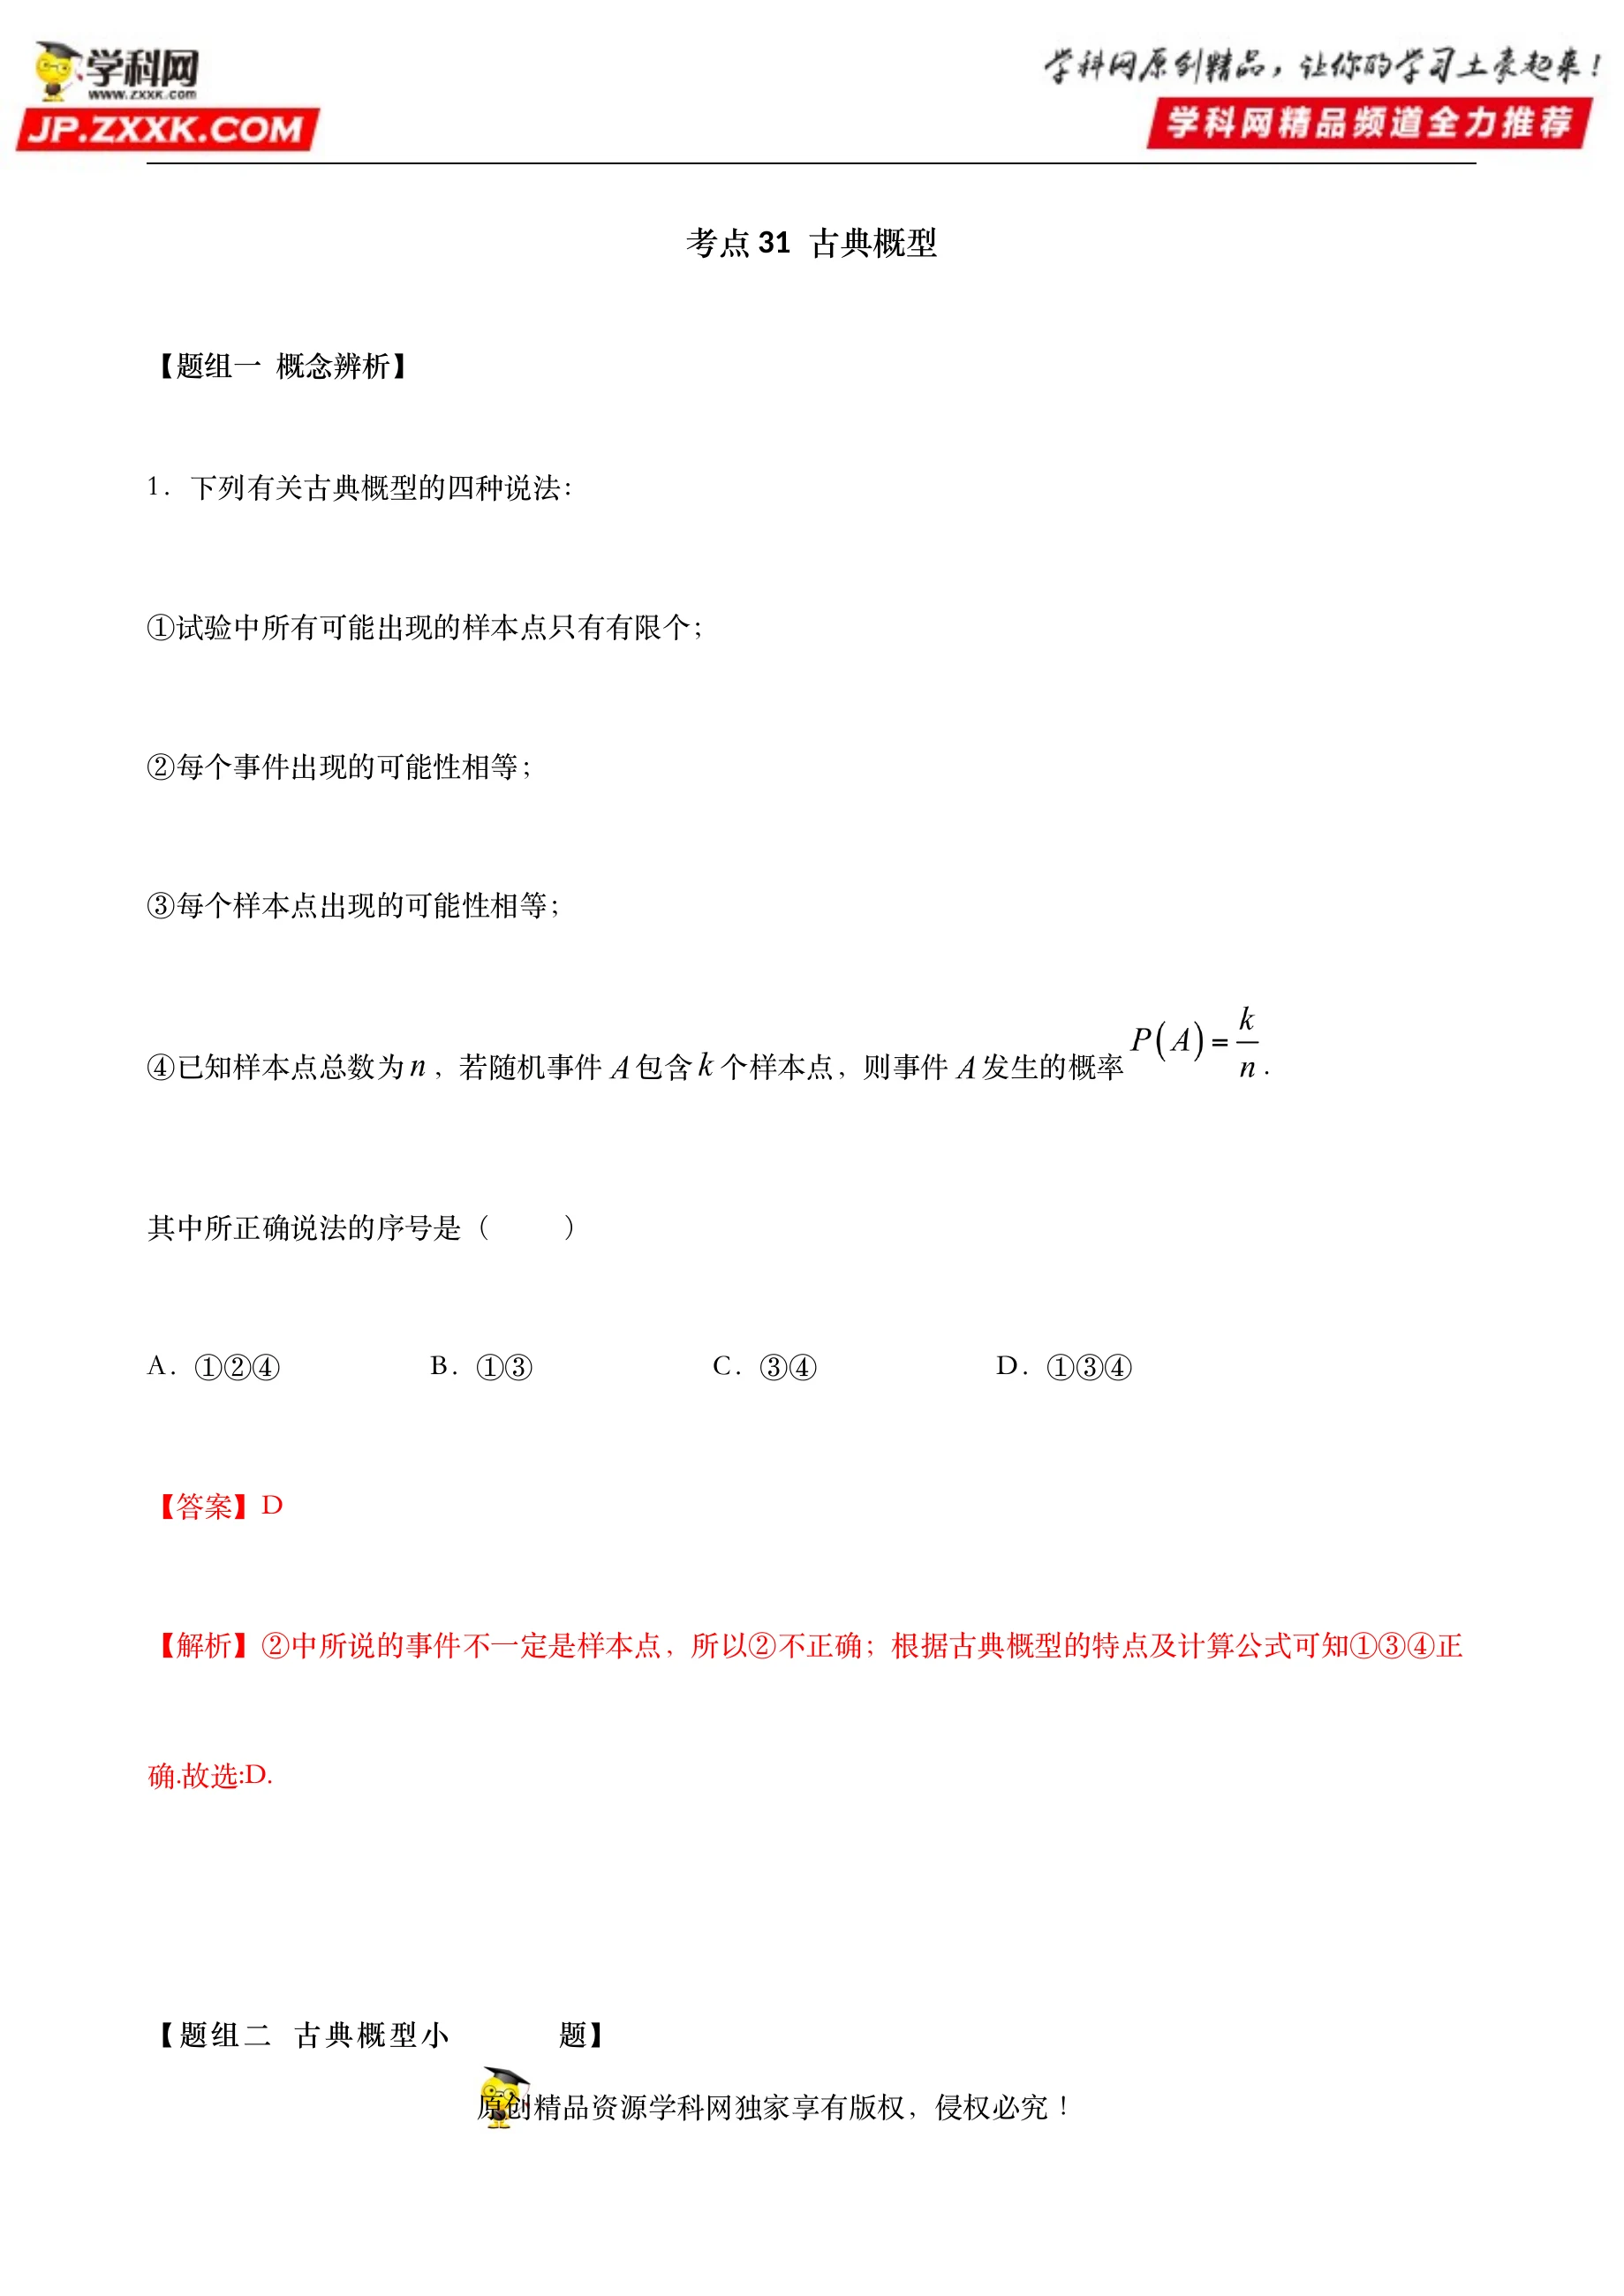 学科网
www.zxxk.com
JP.ZXXK.COM
学科网原创精品，让你的学习土豪起来！
学科网精品频道全力推荐
考点 31 古典概型
【题组一 概念辨析】
1．下列有关古典概型的四种说法：
①试验中所有可能出现的样本点只有有限个；
②每个事件出现的可能性相等；
③每个样本点出现的可能性相等；
④已知样本点总数为 n ，若随机事件 A 包含 k 个样本点，则事件 A 发生的概率 P(A)=k/n .
其中所正确说法的序号是（ ）
A．①②④ B．①③ C．③④ D．①③④
【答案】D
【解析】②中所说的事件不一定是样本点，所以②不正确；根据古典概型的特点及计算公式可知①③④正
确.故选:D.
【题组二 古典概型小 题】
原创精品资源学科网独家享有版权，侵权必究！